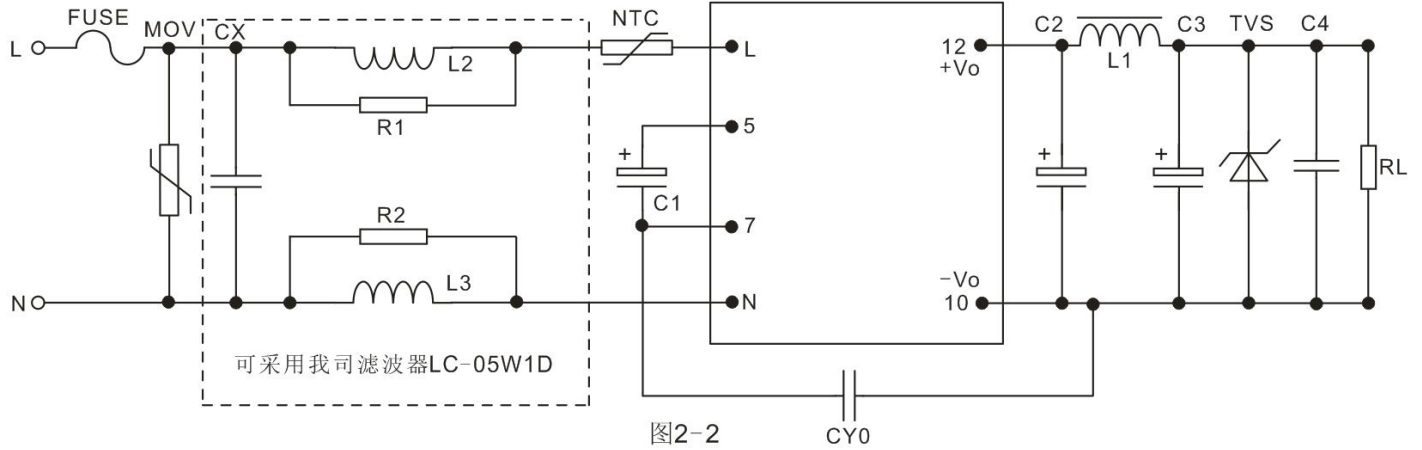 FUSE
MOV
CX
NTC
C2
C3
TVS
C4
L
L2
L
12
+Vo
L1
R1
5
+
+
+
C1
RL
R2
7
L3
-Vo
N
N
10
可采用我司滤波器LC-05W1D
图2-2
CY0